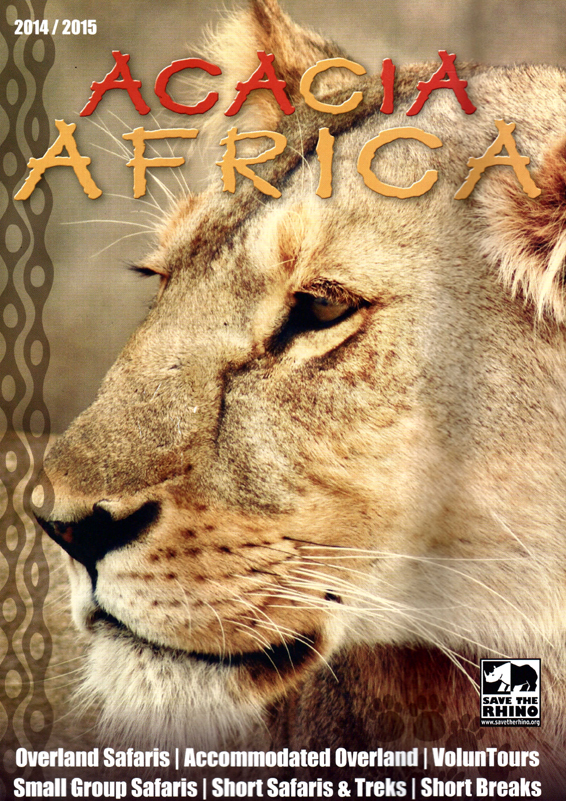 2014 / 2015
ACACIA
AFRICA
SAVE THE
RHINO
www.savetherhino.org
Overland Safaris | Accommodated Overland | VolunTours
Small Group Safaris | Short Safaris & Treks | Short Breaks